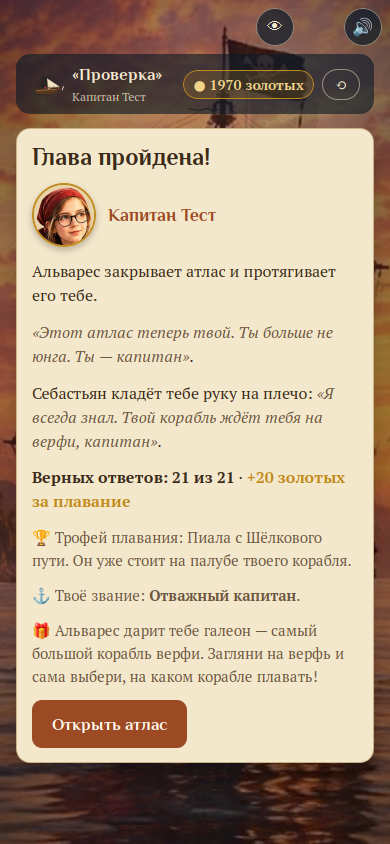 «Проверка»
Капитан Тест
1970 золотых
Глава пройдена!
Капитан Тест
Альварес закрывает атлас и протягивает
его тебе.
«Этот атлас теперь твой. Ты больше не
юнга. Ты — капитан».
Себастьян кладёт тебе руку на плечо: «Я
всегда знал. Твой корабль ждёт тебя на
верфи, капитан».
Верных ответов: 21 из 21 · +20 золотых
за плавание
🏆 Трофей плавания: Пиала с Шёлкового
пути. Он уже стоит на палубе твоего корабля.
⚓ Твоё звание: Отважный капитан.
🎁 Альварес дарит тебе галеон — самый
большой корабль верфи. Загляни на верфь и
сама выбери, на каком корабле плавать!
Открыть атлас